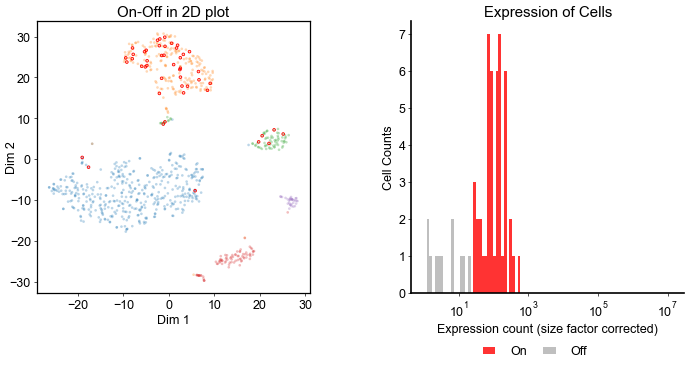 On-Off in 2D plot
Dim 2
30
20
10
0
−10
−20
−30
−20 −10 0 10 20 30
Dim 1
Expression of Cells
Cell Counts
7
6
5
4
3
2
1
0
10^1 10^3 10^5 10^7
Expression count (size factor corrected)
On Off